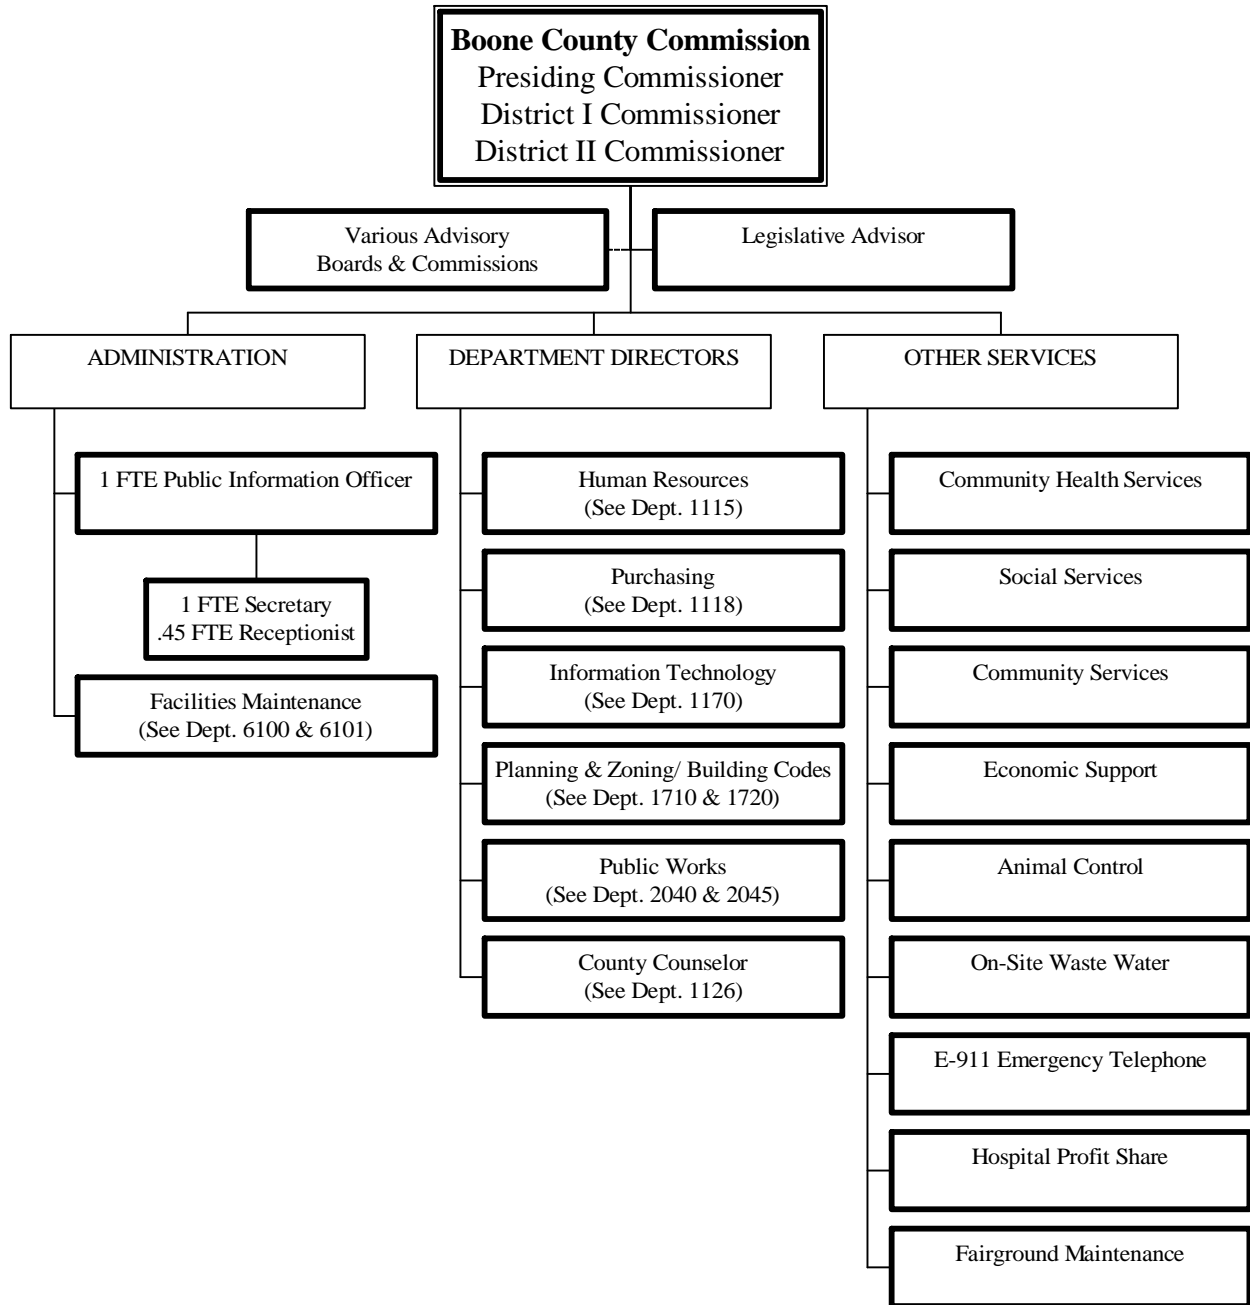 Boone County Commission
Presiding Commissioner
District I Commissioner
District II Commissioner
Various Advisory
Boards & Commissions
Legislative Advisor
ADMINISTRATION
1 FTE Public Information Officer
1 FTE Secretary
.45 FTE Receptionist
Facilities Maintenance
(See Dept. 6100 & 6101)
DEPARTMENT DIRECTORS
Human Resources
(See Dept. 1115)
Purchasing
(See Dept. 1118)
Information Technology
(See Dept. 1170)
Planning & Zoning/ Building Codes
(See Dept. 1710 & 1720)
Public Works
(See Dept. 2040 & 2045)
County Counselor
(See Dept. 1126)
OTHER SERVICES
Community Health Services
Social Services
Community Services
Economic Support
Animal Control
On-Site Waste Water
E-911 Emergency Telephone
Hospital Profit Share
Fairground Maintenance